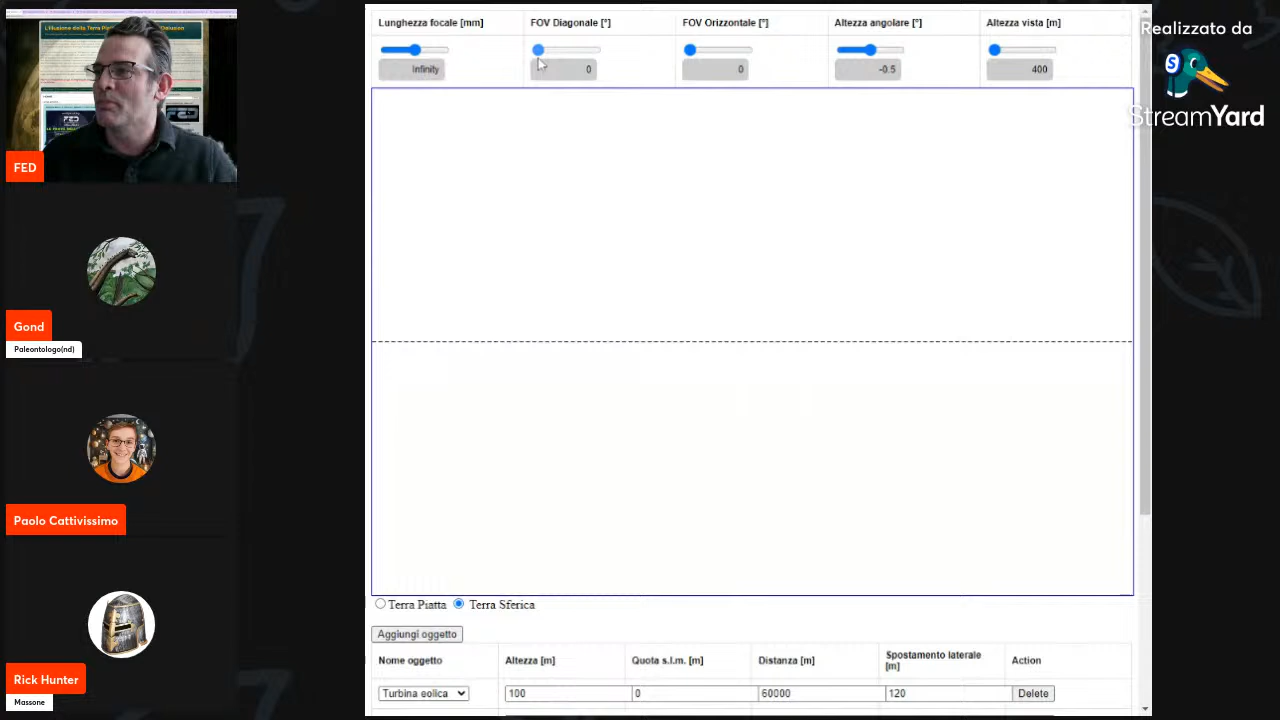 Lunghezza focale [mm]
FOV Diagonale [°]
FOV Orizzontale [°]
Altezza angolare [°]
Altezza vista [m]
Infinity
0
0
-0.5
400
Realizzato da
StreamYard
FED
Gond
Paleontologo(nd)
Paolo Cattivissimo
Rick Hunter
Massone
Terra Piatta
Terra Sferica
Aggiungi oggetto
Nome oggetto
Altezza [m]
Quota s.l.m. [m]
Distanza [m]
Spostamento laterale
[m]
Action
Turbina eolica
100
0
60000
120
Delete